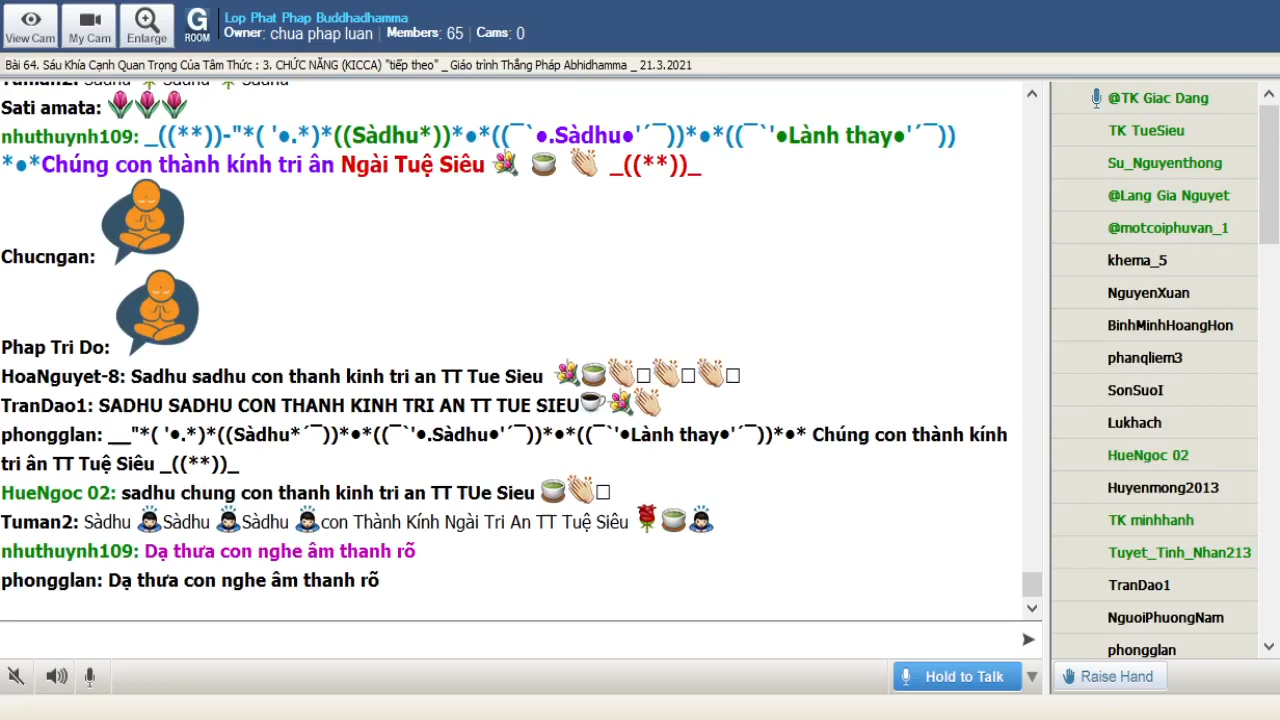 View Cam
My Cam
Enlarge
G
ROOM
Lop Phat Phap Buddhadhamma
Owner: chua phap luan Members: 65 Cams: 0
Bài 64. Sáu Khía Cạnh Quan Trọng Của Tâm Thức : 3. CHỨC NĂNG (KICCA) "tiếp theo" _ Giáo trình Thắng Pháp Abhidhamma _ 21.3.2021
Tuman2: Sàdhu Sàdhu Sàdhu
Sati amata:
nhuthuynh109: _((**))-"*( '●.*)*((Sàdhu*))*●*((¯`●.Sàdhu●'´¯))*●*((¯`'●Lành thay●'´¯))
*●*Chúng con thành kính tri ân Ngài Tuệ Siêu _((**))_
Chucngan:
Phap Tri Do:
HoaNguyet-8: Sadhu sadhu con thanh kinh tri an TT Tue Sieu
TranDao1: SADHU SADHU CON THANH KINH TRI AN TT TUE SIEU
phongglan: __"*( '●.*)*((Sàdhu*´¯))*●*((¯`'●.Sàdhu●'´¯))*●*((¯`'●Lành thay●'´¯))*●* Chúng con thành kính
tri ân TT Tuệ Siêu _((**))_
HueNgoc 02: sadhu chung con thanh kinh tri an TT TUe Sieu
Tuman2: Sàdhu Sàdhu Sàdhu con Thành Kính Ngài Tri An TT Tuệ Siêu
nhuthuynh109: Dạ thưa con nghe âm thanh rõ
phongglan: Dạ thưa con nghe âm thanh rõ
@TK Giac Dang
TK TueSieu
Su_Nguyenthong
@Lang Gia Nguyet
@motcoiphuvan_1
khema_5
NguyenXuan
BinhMinhHoangHon
phanqliem3
SonSuoI
Lukhach
HueNgoc 02
Huyenmong2013
TK minhhanh
Tuyet_Tinh_Nhan213
TranDao1
NguoiPhuongNam
phongglan
Hold to Talk
Raise Hand